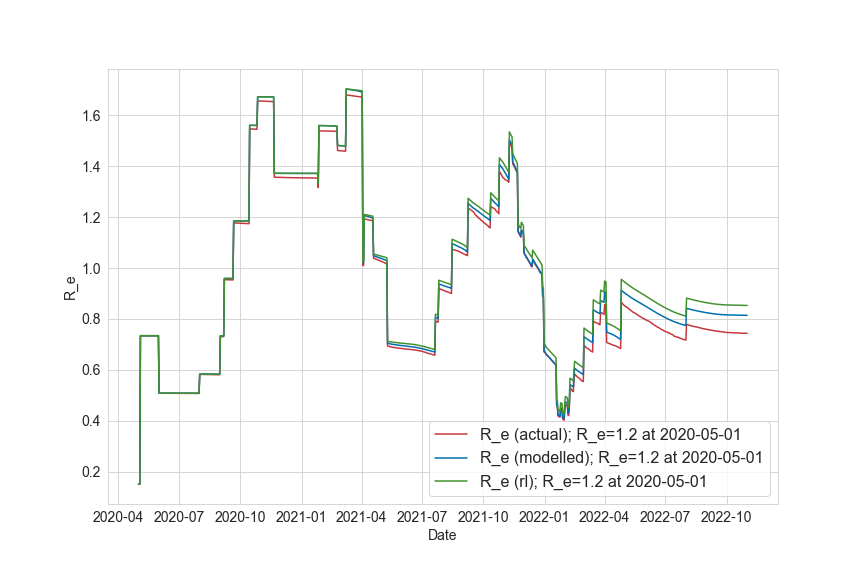 1.6
1.4
1.2
1.0
0.8
0.6
0.4
0.2
R_e
R_e (actual); R_e=1.2 at 2020-05-01
R_e (modelled); R_e=1.2 at 2020-05-01
R_e (rl); R_e=1.2 at 2020-05-01
2020-04 2020-07 2020-10 2021-01 2021-04 2021-07 2021-10 2022-01 2022-04 2022-07 2022-10
Date